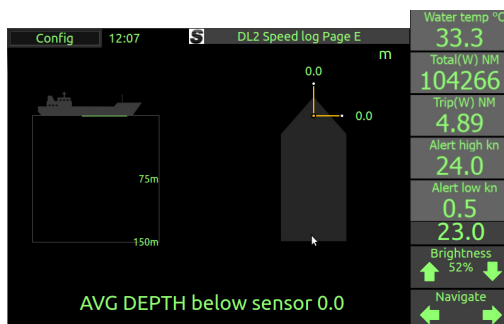 Config
12:07
S
DL2 Speed log Page E
m
0.0
0.0
75m
150m
AVG DEPTH below sensor 0.0
Water temp °C
33.3
Total(W) NM
104266
Trip(W) NM
4.89
Alert high kn
24.0
Alert low kn
0.5
23.0
Brightness
52%
Navigate